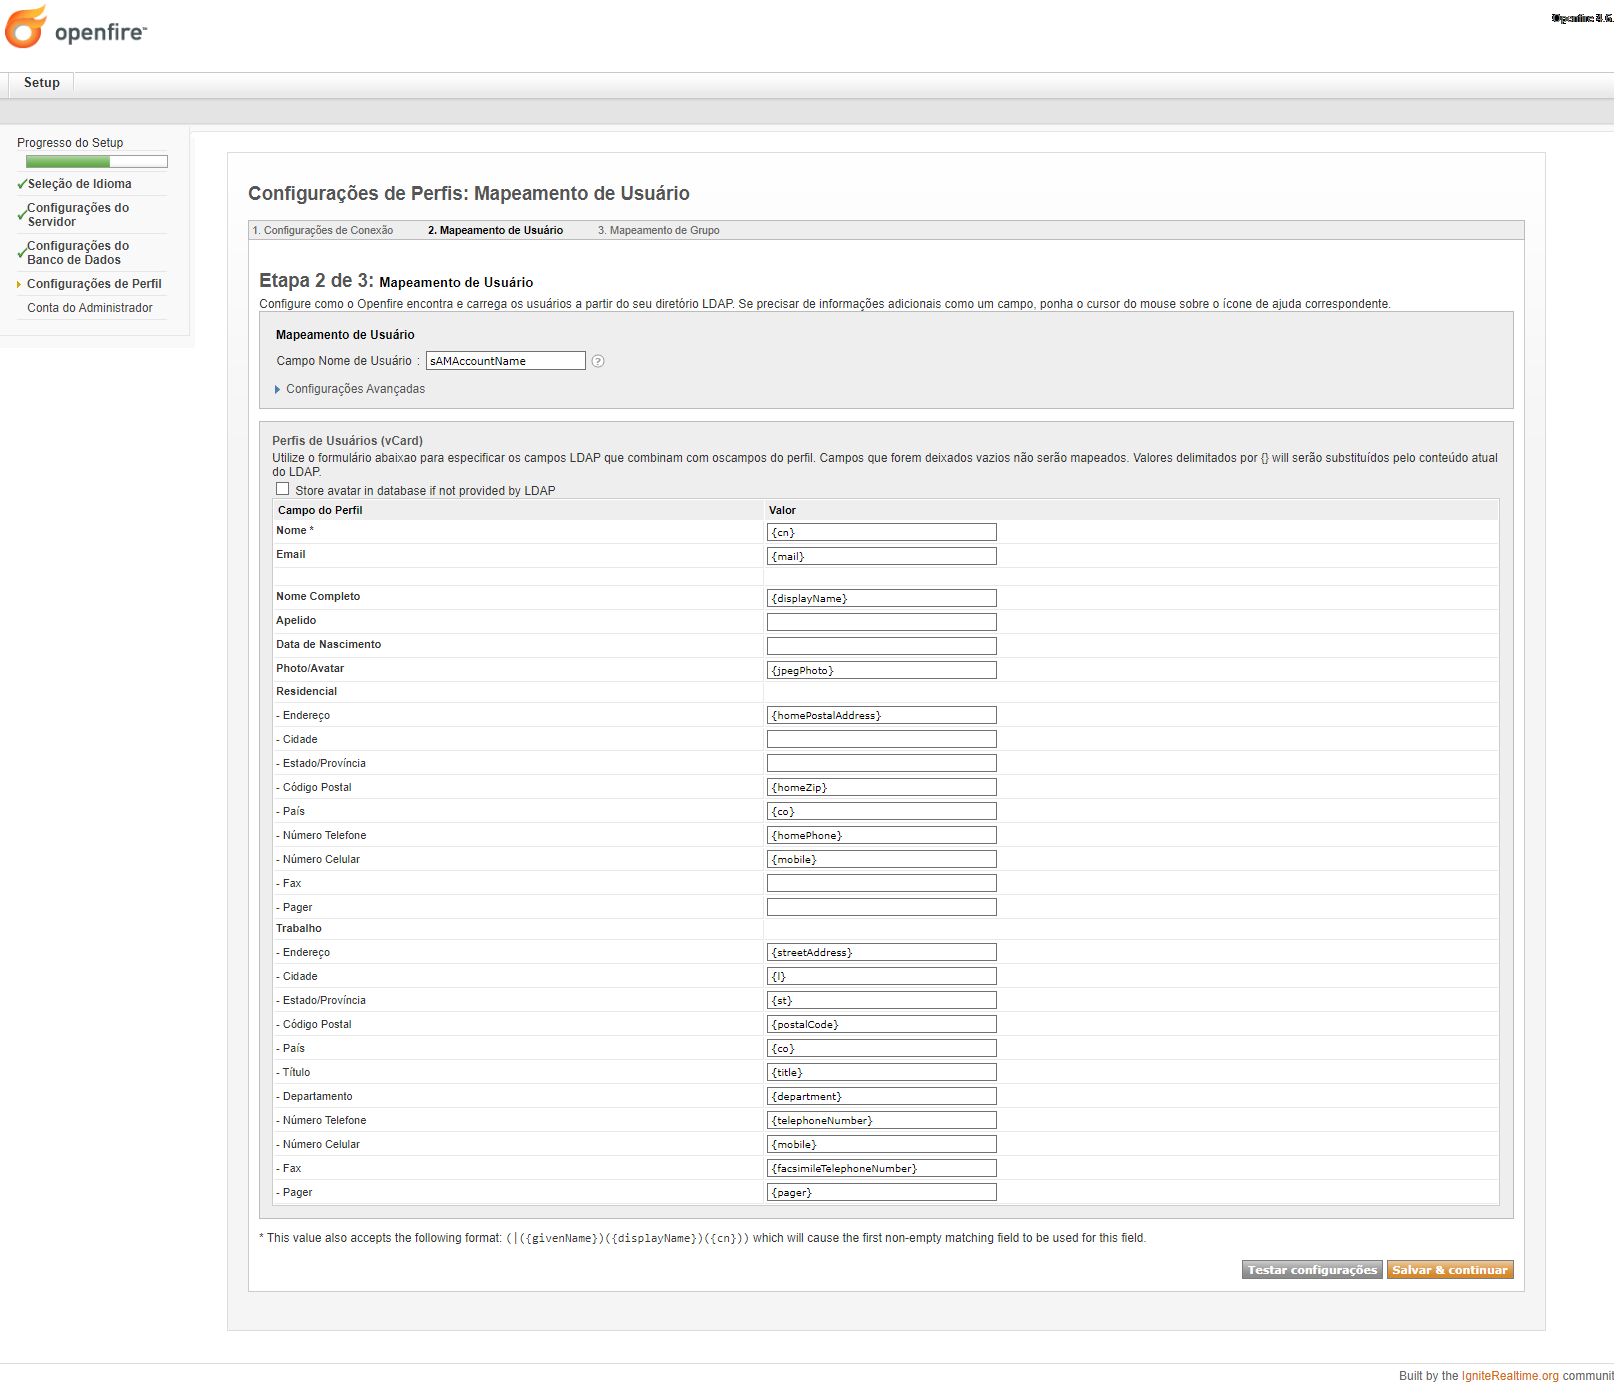 openfire™
Openfire 4.6.
Setup
Progresso do Setup
Seleção de Idioma
Configurações do
Servidor
Configurações do
Banco de Dados
Configurações de Perfil
Conta do Administrador
Configurações de Perfis: Mapeamento de Usuário
1. Configurações de Conexão 2. Mapeamento de Usuário 3. Mapeamento de Grupo
Etapa 2 de 3: Mapeamento de Usuário
Configure como o Openfire encontra e carrega os usuários a partir do seu diretório LDAP. Se precisar de informações adicionais como um campo, ponha o cursor do mouse sobre o ícone de ajuda correspondente.
Mapeamento de Usuário
Campo Nome de Usuário : sAMAccountName ?
Configurações Avançadas
Perfis de Usuários (vCard)
Utilize o formulário abaixao para especificar os campos LDAP que combinam com oscampos do perfil. Campos que forem deixados vazios não serão mapeados. Valores delimitados por {} will serão substituídos pelo conteúdo atual
do LDAP.
Store avatar in database if not provided by LDAP
Campo do Perfil Valor
Nome * {cn}
Email {mail}
Nome Completo {displayName}
Apelido
Data de Nascimento
Photo/Avatar {jpegPhoto}
Residencial
- Endereço {homePostalAddress}
- Cidade
- Estado/Província
- Código Postal {homeZip}
- País {co}
- Número Telefone {homePhone}
- Número Celular {mobile}
- Fax
- Pager
Trabalho
- Endereço {streetAddress}
- Cidade {l}
- Estado/Província {st}
- Código Postal {postalCode}
- País {co}
- Título {title}
- Departamento {department}
- Número Telefone {telephoneNumber}
- Número Celular {mobile}
- Fax {facsimileTelephoneNumber}
- Pager {pager}
* This value also accepts the following format: (|({givenName})({displayName})({cn})) which will cause the first non-empty matching field to be used for this field.
Testar configurações Salvar & continuar
Built by the IgniteRealtime.org communit